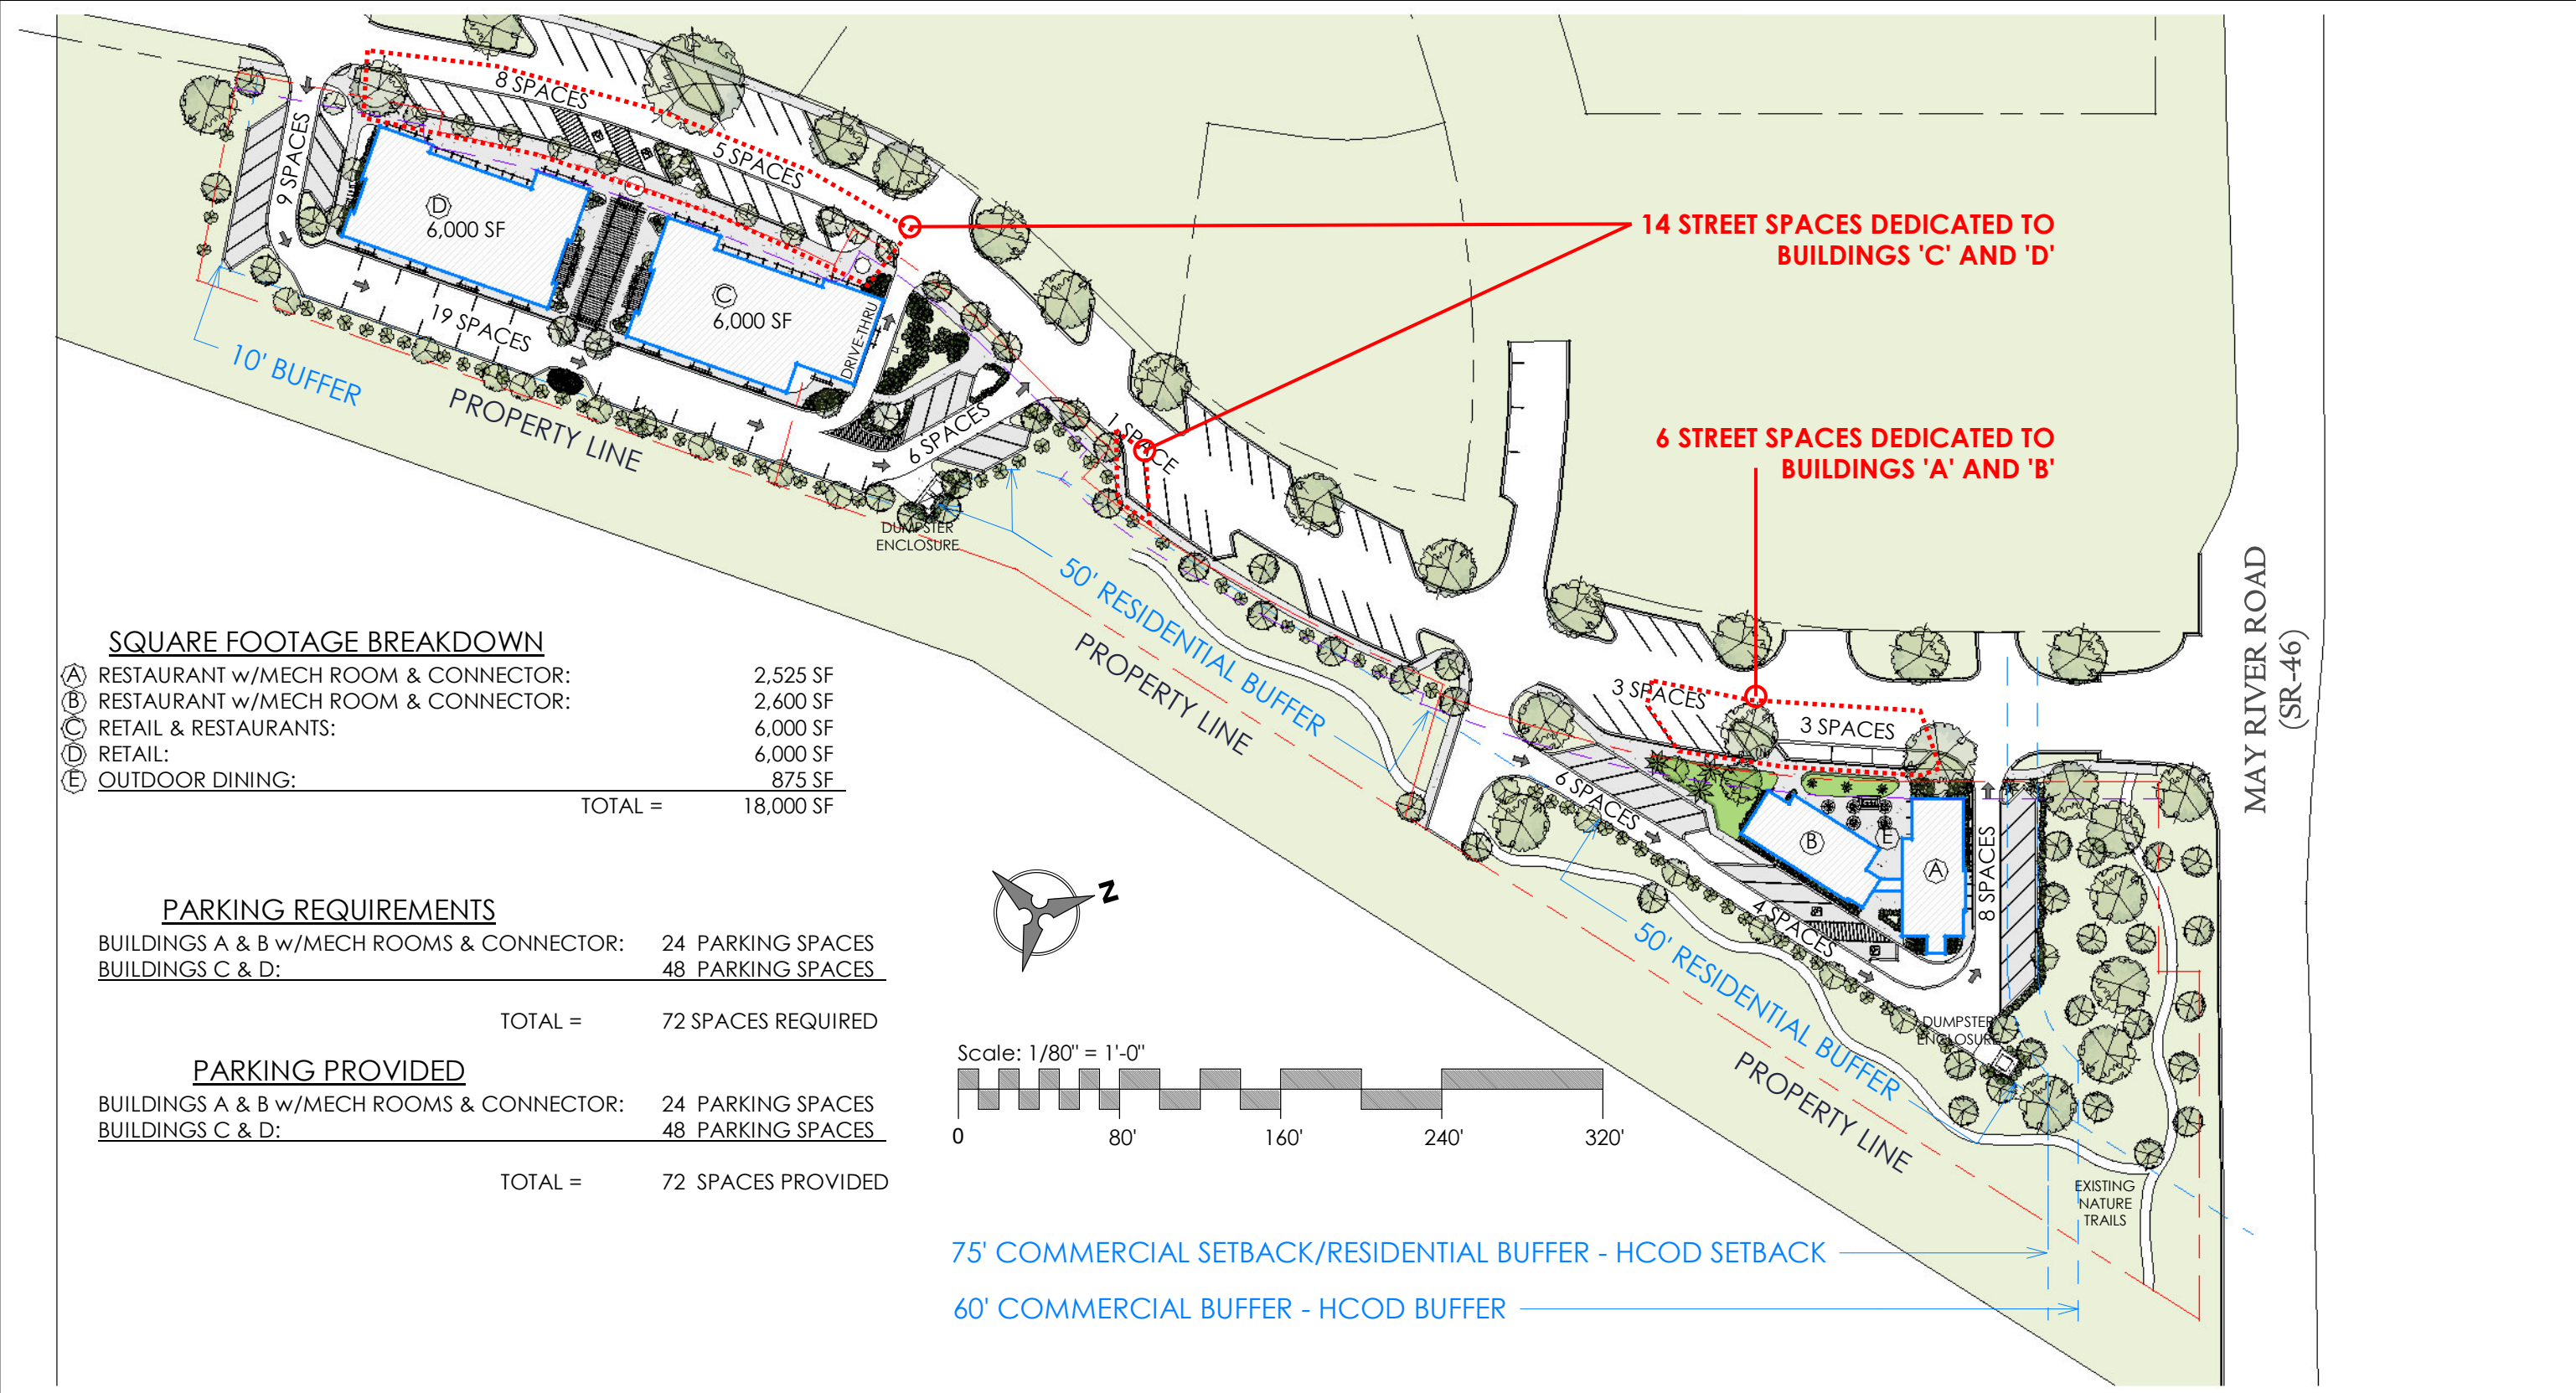 8 SPACES
5 SPACES
9 SPACES
D
6,000 SF
C
6,000 SF
DRIVE-THRU
19 SPACES
6 SPACES
1 SPACE
10' BUFFER
PROPERTY LINE
DUMPSTER
ENCLOSURE
14 STREET SPACES DEDICATED TO
BUILDINGS 'C' AND 'D'
6 STREET SPACES DEDICATED TO
BUILDINGS 'A' AND 'B'
50' RESIDENTIAL BUFFER
PROPERTY LINE
3 SPACES
3 SPACES
6 SPACES
B
E
A
8 SPACES
4 SPACES
50' RESIDENTIAL BUFFER
PROPERTY LINE
DUMPSTER
ENCLOSURE
EXISTING
NATURE
TRAILS
MAY RIVER ROAD
(SR-46)
SQUARE FOOTAGE BREAKDOWN
A RESTAURANT w/MECH ROOM & CONNECTOR: 2,525 SF
B RESTAURANT w/MECH ROOM & CONNECTOR: 2,600 SF
C RETAIL & RESTAURANTS: 6,000 SF
D RETAIL: 6,000 SF
E OUTDOOR DINING: 875 SF
TOTAL = 18,000 SF
PARKING REQUIREMENTS
BUILDINGS A & B w/MECH ROOMS & CONNECTOR: 24 PARKING SPACES
BUILDINGS C & D: 48 PARKING SPACES
TOTAL = 72 SPACES REQUIRED
PARKING PROVIDED
BUILDINGS A & B w/MECH ROOMS & CONNECTOR: 24 PARKING SPACES
BUILDINGS C & D: 48 PARKING SPACES
TOTAL = 72 SPACES PROVIDED
N
Scale: 1/80" = 1'-0"
0 80' 160' 240' 320'
75' COMMERCIAL SETBACK/RESIDENTIAL BUFFER - HCOD SETBACK
60' COMMERCIAL BUFFER - HCOD BUFFER